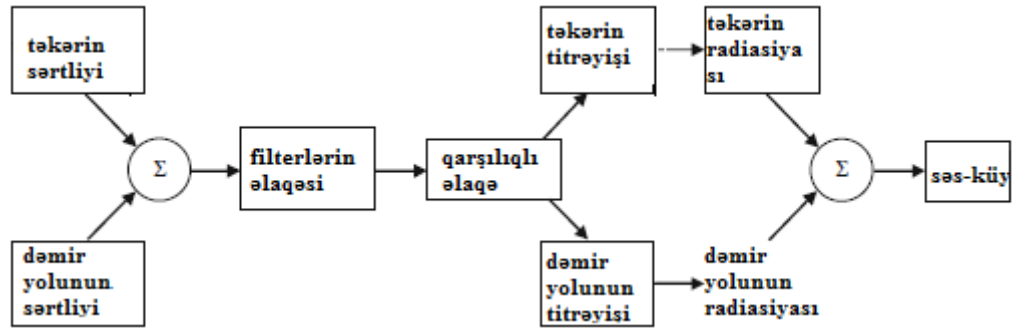 təkərin
sərtliyi
dəmir
yolunun
sərtliyi
Σ
filterlərin
əlaqəsi
qarşılıqlı
əlaqə
təkərin
titrəyişi
dəmir
yolunun
titrəyişi
təkərin
radiasiya
sı
dəmir
yolunun
radiasiyası
Σ
səs-küy